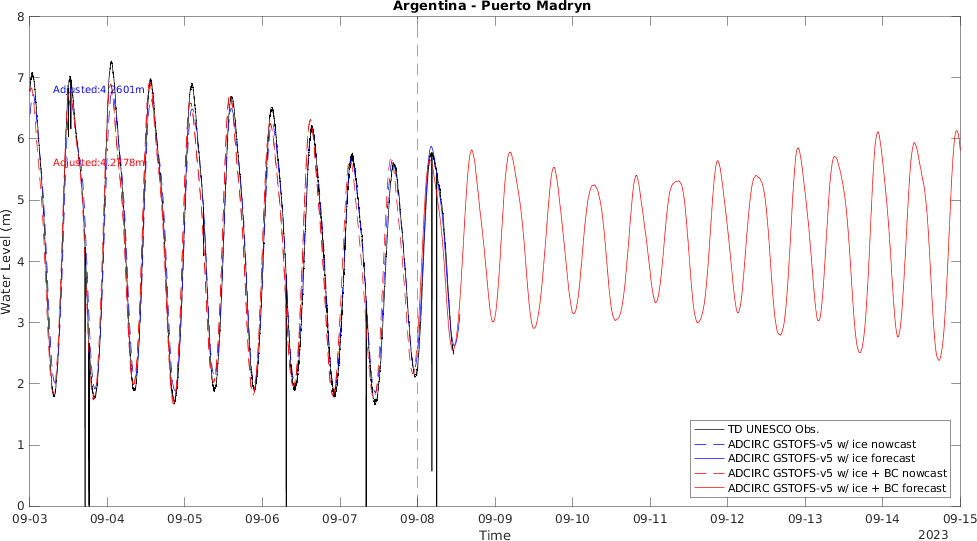 Argentina - Puerto Madryn
8
7
6
5
4
3
2
1
0
Water Level (m)
Adjusted:4.2601m
Adjusted:4.2478m
TD UNESCO Obs.
ADCIRC GSTOFS-v5 w/ ice nowcast
ADCIRC GSTOFS-v5 w/ ice forecast
ADCIRC GSTOFS-v5 w/ ice + BC nowcast
ADCIRC GSTOFS-v5 w/ ice + BC forecast
09-03 09-04 09-05 09-06 09-07 09-08 09-09 09-10 09-11 09-12 09-13 09-14 09-15
Time
2023